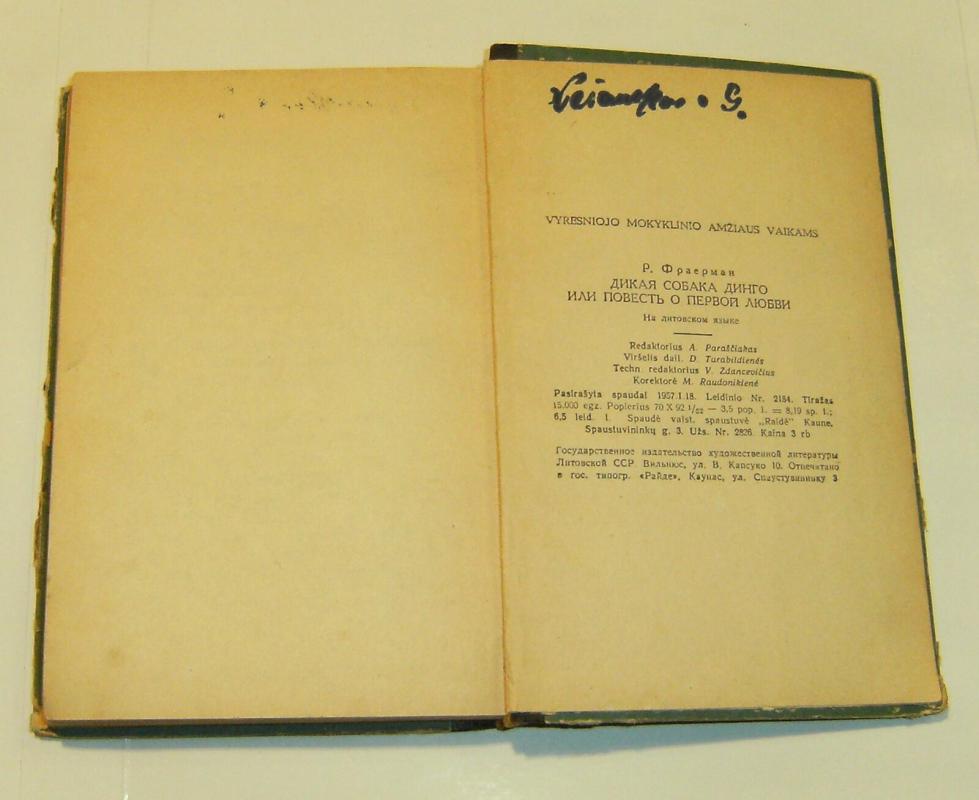 G.
VYRESNIOJO MOKYKLINIO AMŽIAUS VAIKAMS
Р. Фраерман
ДИКАЯ СОБАКА ДИНГО
ИЛИ ПОВЕСТЬ О ПЕРВОЙ ЛЮБВИ
На литовском языке
Redaktorius A. Paraščiakas
Viršelis dail. D. Tarabildienės
Techn. redaktorius V. Zdancevičius
Korektorė M. Raudonikienė
Pasirašyta spaudai 1957.I.18. Leidinio Nr. 2184. Tiražas
15.000 egz. Popierius 70 X 92 1/32 — 3,5 pop. l. = 8,19 sp. l.;
6,5 leid. l. Spaudė valst. spaustuvė „Raidė" Kaune,
Spaustuvininkų g. 3. Užs. Nr. 2826. Kaina 3 rb
Государственное издательство художественной литературы
Литовской ССР. Вильнюс, ул. В. Капсуко 10. Отпечатано
в гос. типогр. «Райде», Каунас, ул. Спаустувининку 3